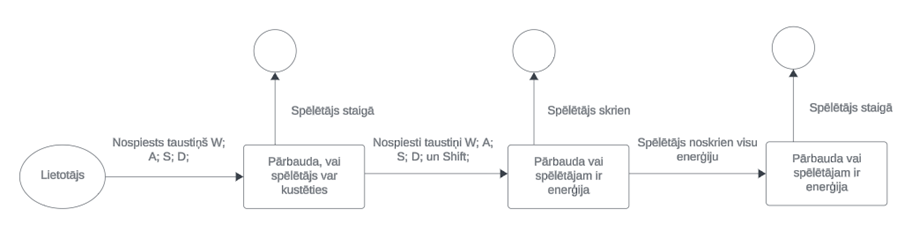 Spēlētājs staigā
Spēlētājs skrien
Spēlētājs staigā
Lietotājs
Nospiests taustiņš W;
A; S; D;
Pārbauda, vai
spēlētājs var
kustēties
Nospiesti taustiņi W; A;
S; D; un Shift;
Pārbauda vai
spēlētājam ir
enerģija
Spēlētājs noskrien visu
enerģiju
Pārbauda vai
spēlētājam ir
enerģija